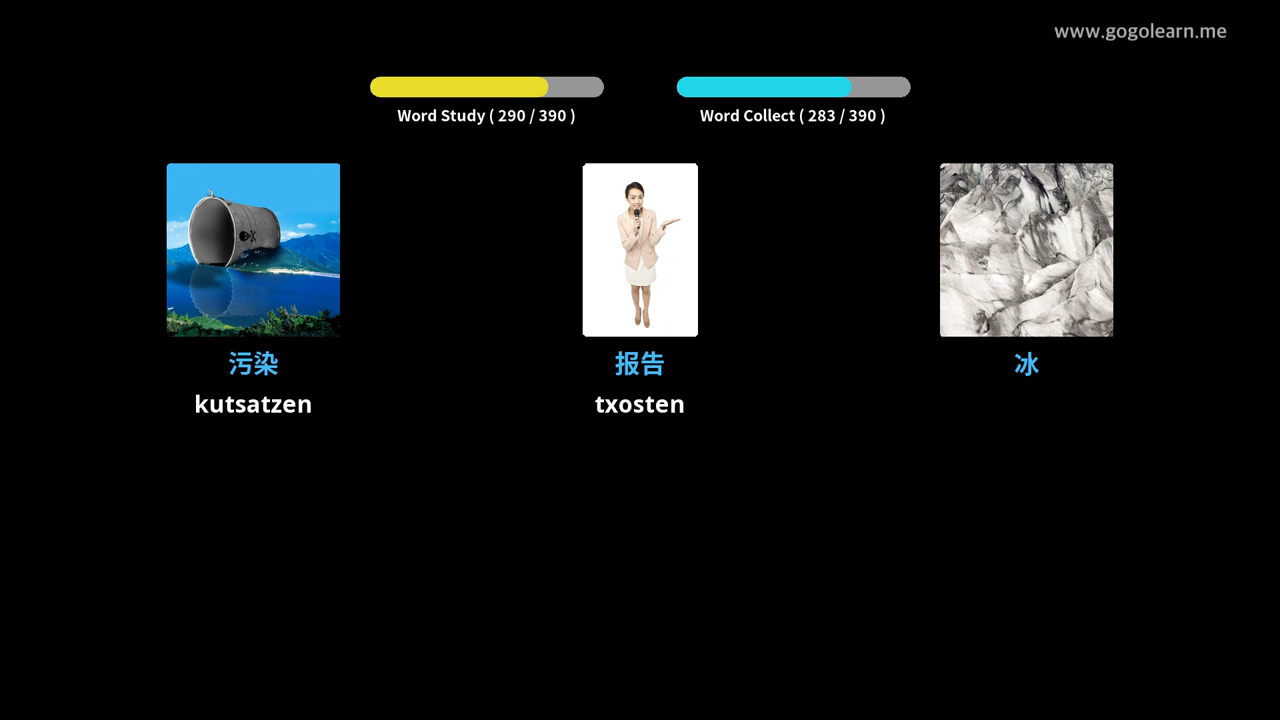 www.gogolearn.me
Word Study ( 290 / 390 )
Word Collect ( 283 / 390 )
污染
报告
冰
kutsatzen
txosten